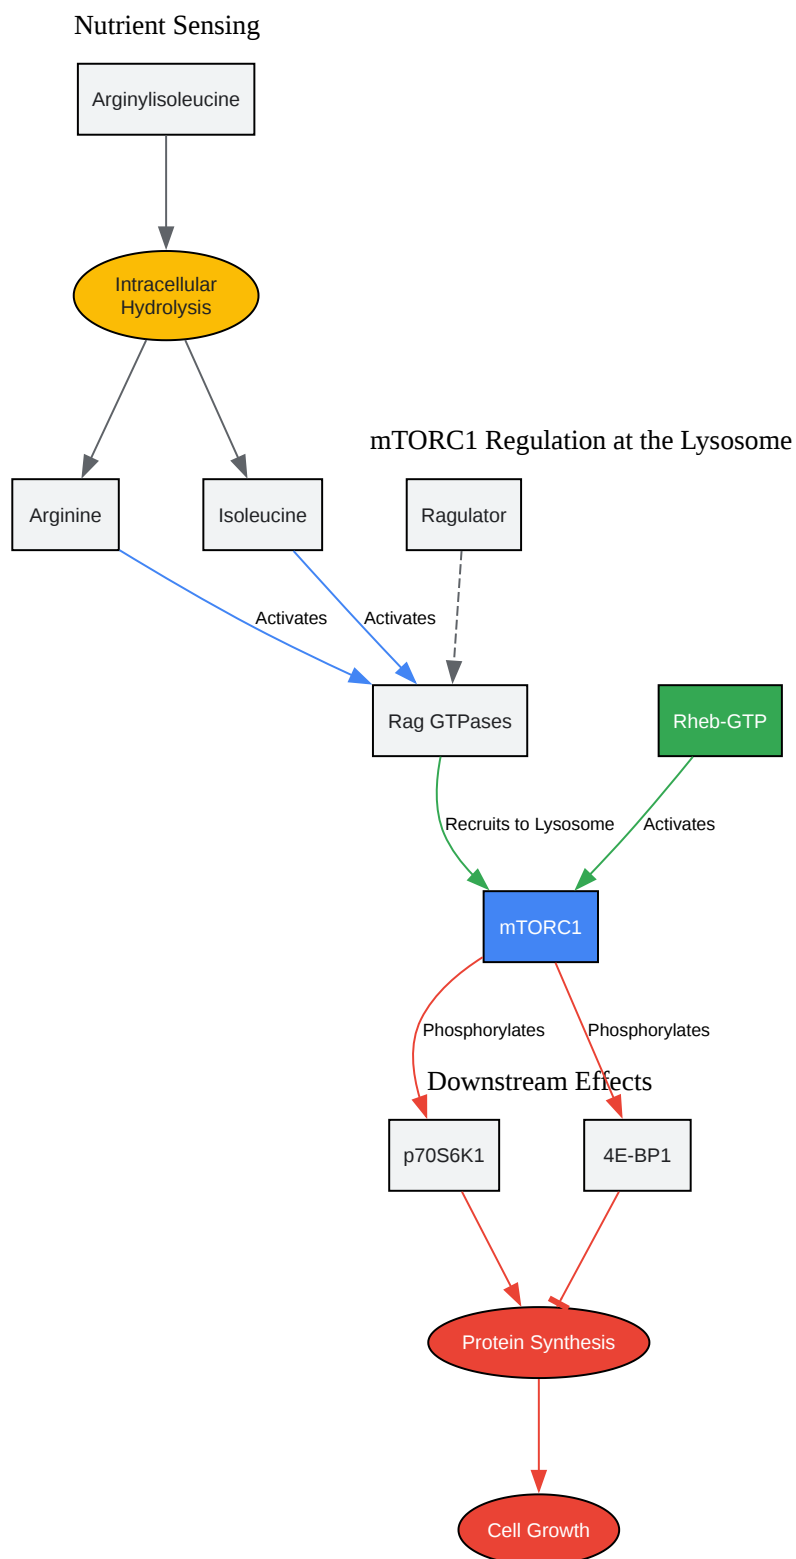 Nutrient Sensing
Arginylisoleucine
Intracellular
Hydrolysis
mTORC1 Regulation at the Lysosome
Arginine
Isoleucine
Ragulator
Activates
Activates
Rag GTPases
Rheb-GTP
Recruits to Lysosome
Activates
mTORC1
Phosphorylates
Phosphorylates
Downstream Effects
p70S6K1
4E-BP1
Protein Synthesis
Cell Growth